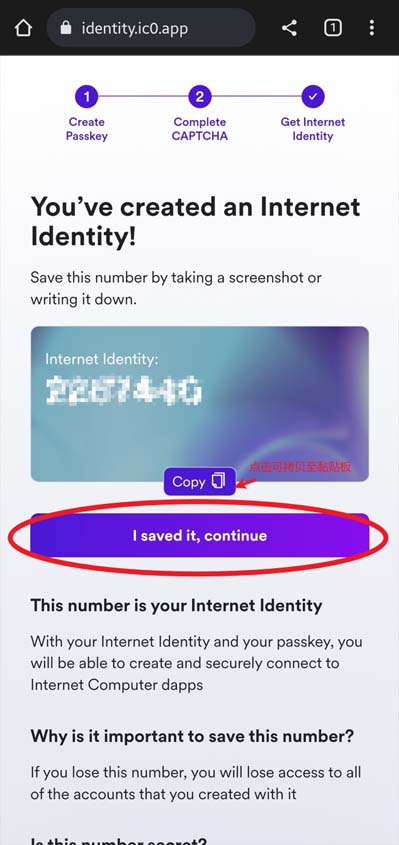 identity.ic0.app
1
1
2
Create
Passkey
Complete
CAPTCHA
Get Internet
Identity
You’ve created an Internet
Identity!
Save this number by taking a screenshot or
writing it down.
Internet Identity:
点击可拷贝至黏贴板
Copy
I saved it, continue
This number is your Internet Identity
With your Internet Identity and your passkey, you
will be able to create and securely connect to
Internet Computer dapps
Why is it important to save this number?
If you lose this number, you will lose access to all
of the accounts that you created with it
Is this number secret?